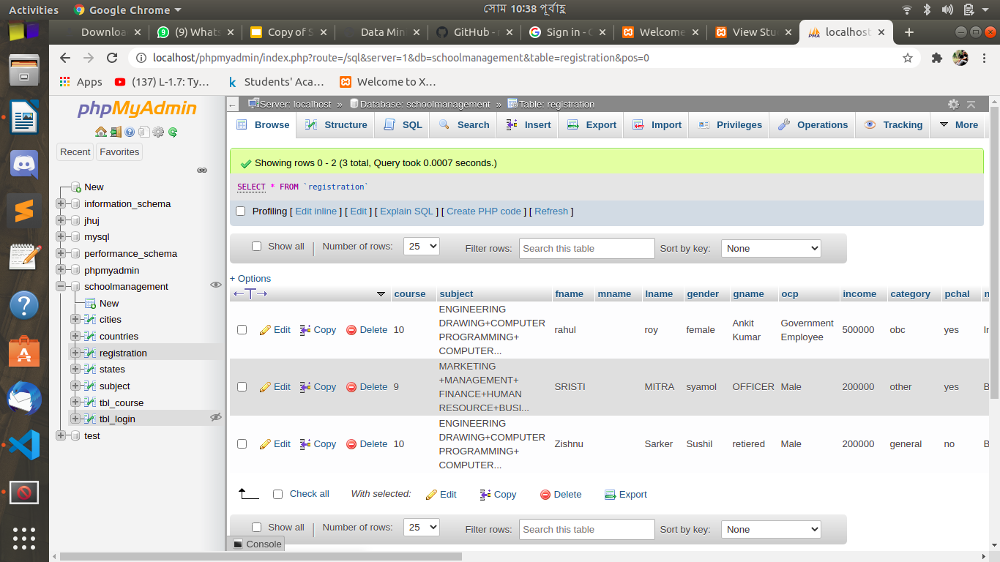 Activities Google Chrome সোম 10:38 পূর্বাহ্ণ
Downloa (9) Whats Copy of S Data Min GitHub - r Sign in - G Welcome View Stu localhost
localhost/phpmyadmin/index.php?route=/sql&server=1&db=schoolmanagement&table=registration&pos=0
Apps (137) L-1.7: Ty… Students' Aca… Welcome to X…
phpMyAdmin
Recent Favorites
New
information_schema
jhuj
mysql
performance_schema
phpmyadmin
schoolmanagement
New
cities
countries
registration
states
subject
tbl_course
tbl_login
test
Server: localhost » Database: schoolmanagement » Table: registration
Browse Structure SQL Search Insert Export Import Privileges Operations Tracking More
Showing rows 0 - 2 (3 total, Query took 0.0007 seconds.)
SELECT * FROM `registration`
Profiling [ Edit inline ] [ Edit ] [ Explain SQL ] [ Create PHP code ] [ Refresh ]
Show all Number of rows: 25 Filter rows: Search this table Sort by key: None
+ Options
course subject fname mname lname gender gname ocp income category pchal n
Edit Copy Delete 10 ENGINEERING DRAWING+COMPUTER PROGRAMMING+ COMPUTER... rahul roy female Ankit Kumar Government Employee 500000 obc yes In
Edit Copy Delete 9 MARKETING +MANAGEMENT+ FINANCE+HUMAN RESOURCE+BUSI... SRISTI MITRA syamol OFFICER Male 200000 other yes B
Edit Copy Delete 10 ENGINEERING DRAWING+COMPUTER PROGRAMMING+ COMPUTER... Zishnu Sarker Sushil retiered Male 200000 general no B
Check all With selected: Edit Copy Delete Export
Show all Number of rows: 25 Filter rows: Search this table Sort by key: None
Console